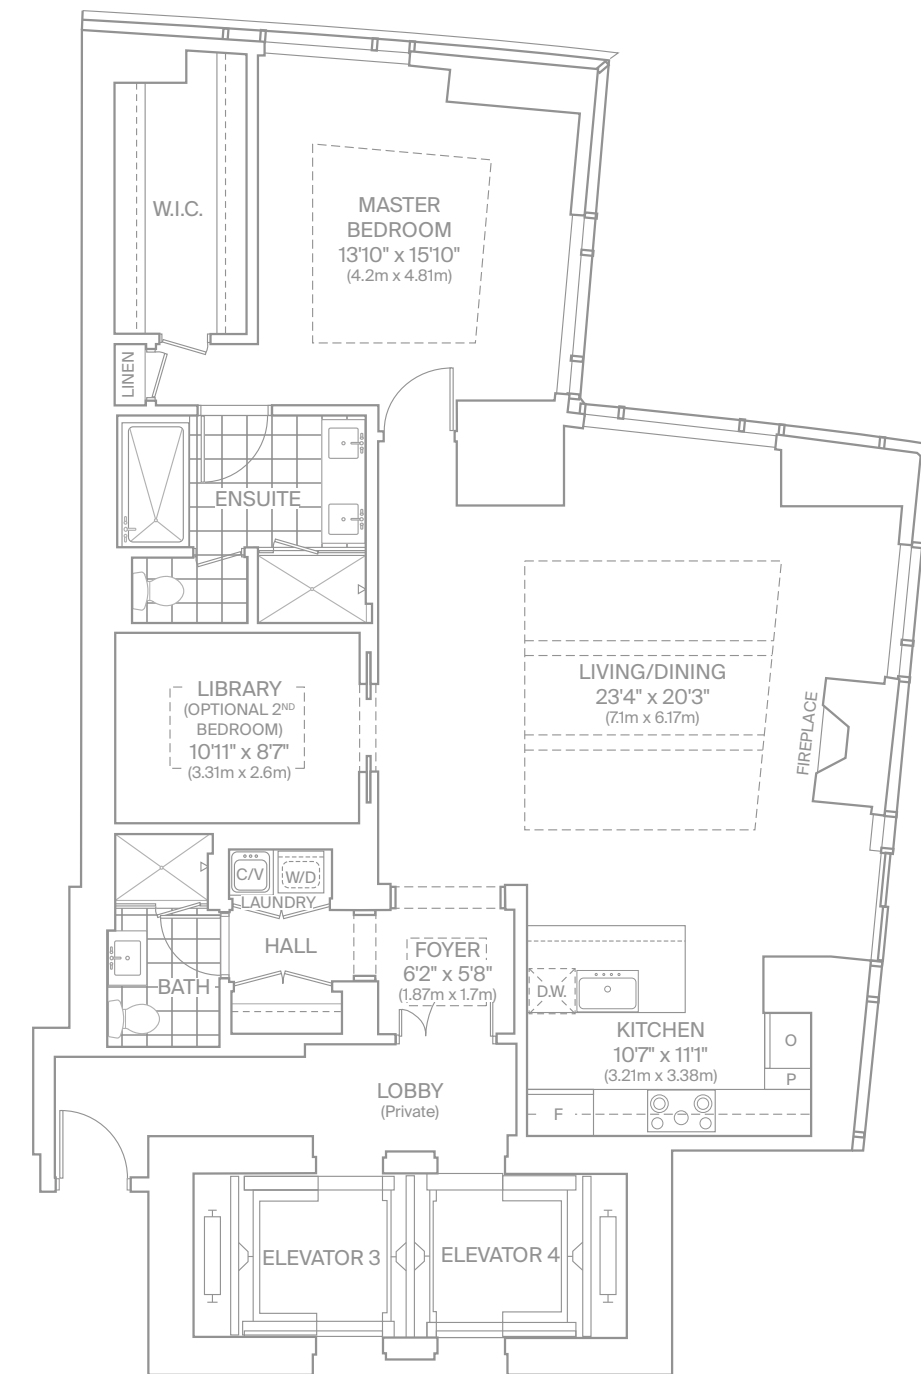 W.I.C.
MASTER
BEDROOM
13'10" x 15'10"
(4.2m x 4.81m)
LINEN
ENSUITE
LIBRARY
(OPTIONAL 2ND
BEDROOM)
10'11" x 8'7"
(3.31m x 2.6m)
LIVING/DINING
23'4" x 20'3"
(7.1m x 6.17m)
FIREPLACE
C/V
W/D
LAUNDRY
HALL
BATH
FOYER
6'2" x 5'8"
(1.87m x 1.7m)
D.W.
KITCHEN
10'7" x 11'1"
(3.21m x 3.38m)
O
P
F
LOBBY
(Private)
ELEVATOR 3
ELEVATOR 4